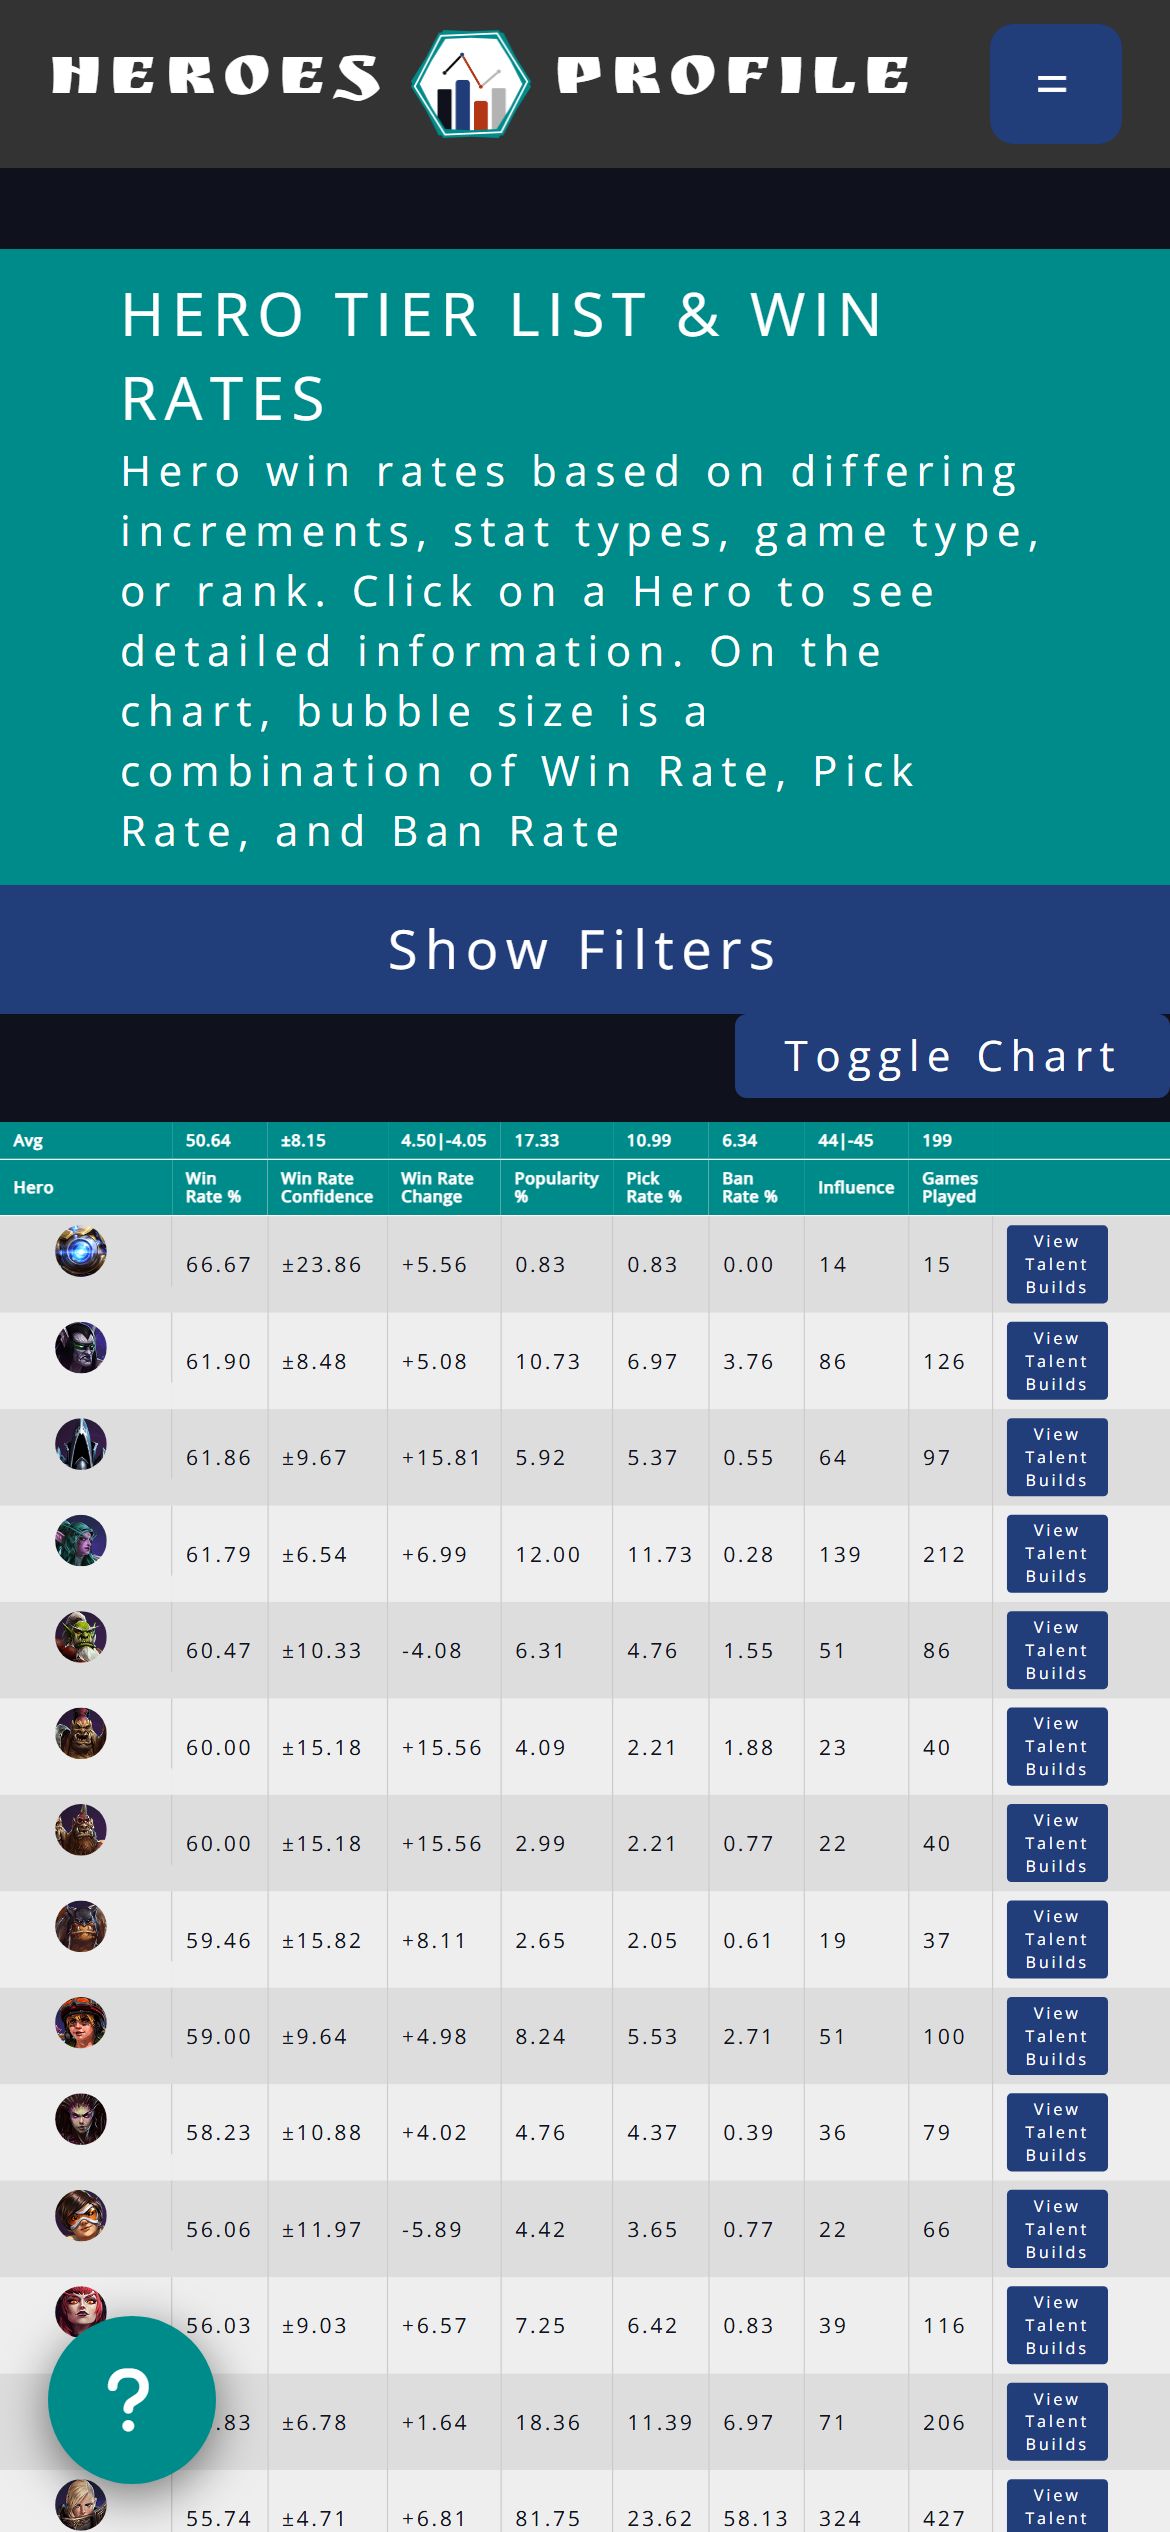 HEROES PROFILE
=
HERO TIER LIST & WIN
RATES
Hero win rates based on differing
increments, stat types, game type,
or rank. Click on a Hero to see
detailed information. On the
chart, bubble size is a
combination of Win Rate, Pick
Rate, and Ban Rate
Show Filters
Toggle Chart
Avg 50.64 ±8.15 4.50|-4.05 17.33 10.99 6.34 44|-45 199
Hero Win Rate % Win Rate Confidence Win Rate Change Popularity % Pick Rate % Ban Rate % Influence Games Played
66.67 ±23.86 +5.56 0.83 0.83 0.00 14 15 View Talent Builds
61.90 ±8.48 +5.08 10.73 6.97 3.76 86 126 View Talent Builds
61.86 ±9.67 +15.81 5.92 5.37 0.55 64 97 View Talent Builds
61.79 ±6.54 +6.99 12.00 11.73 0.28 139 212 View Talent Builds
60.47 ±10.33 -4.08 6.31 4.76 1.55 51 86 View Talent Builds
60.00 ±15.18 +15.56 4.09 2.21 1.88 23 40 View Talent Builds
60.00 ±15.18 +15.56 2.99 2.21 0.77 22 40 View Talent Builds
59.46 ±15.82 +8.11 2.65 2.05 0.61 19 37 View Talent Builds
59.00 ±9.64 +4.98 8.24 5.53 2.71 51 100 View Talent Builds
58.23 ±10.88 +4.02 4.76 4.37 0.39 36 79 View Talent Builds
56.06 ±11.97 -5.89 4.42 3.65 0.77 22 66 View Talent Builds
56.03 ±9.03 +6.57 7.25 6.42 0.83 39 116 View Talent Builds
? .83 ±6.78 +1.64 18.36 11.39 6.97 71 206 View Talent Builds
55.74 ±4.71 +6.81 81.75 23.62 58.13 324 427 View Talent